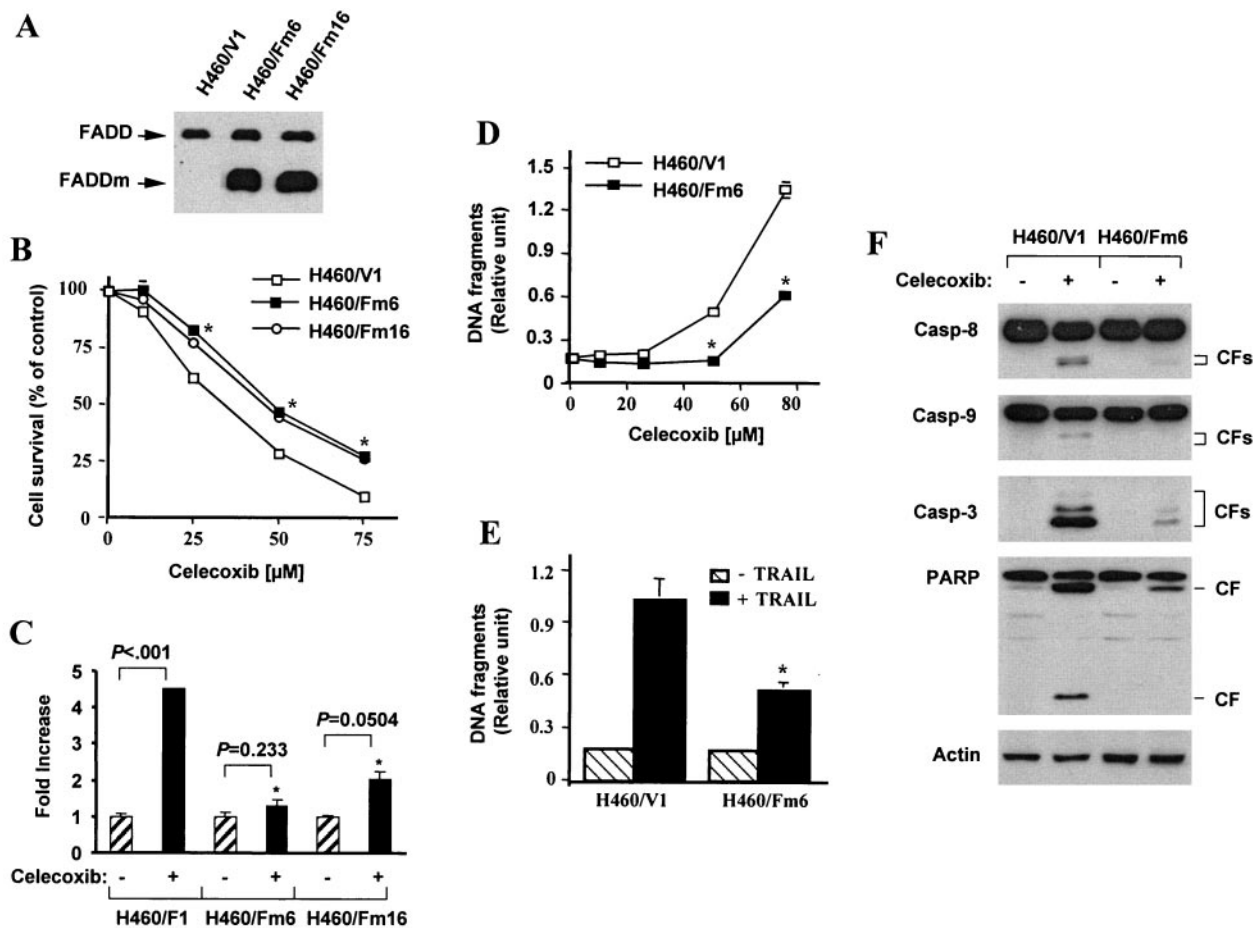 A
H460/V1
H460/Fm6
H460/Fm16
FADD
FADDm
B
Cell survival (% of control)
100
75
50
25
0
H460/V1
H460/Fm6
H460/Fm16
*
*
*
0 25 50 75
Celecoxib [µM]
C
Fold Increase
5
4
3
2
1
0
P<.001
P=0.233
P=0.0504
*
*
Celecoxib: - + - + - +
H460/F1 H460/Fm6 H460/Fm16
D
DNA fragments
(Relative unit)
1.5
1.2
0.9
0.6
0.3
0
H460/V1
H460/Fm6
*
*
0 20 40 60 80
Celecoxib [µM]
E
DNA fragments
(Relative unit)
1.2
0.9
0.6
0.3
0
- TRAIL
+ TRAIL
*
H460/V1 H460/Fm6
F
H460/V1 H460/Fm6
Celecoxib: - + - +
Casp-8
CFs
Casp-9
CFs
Casp-3
CFs
PARP
CF
CF
Actin